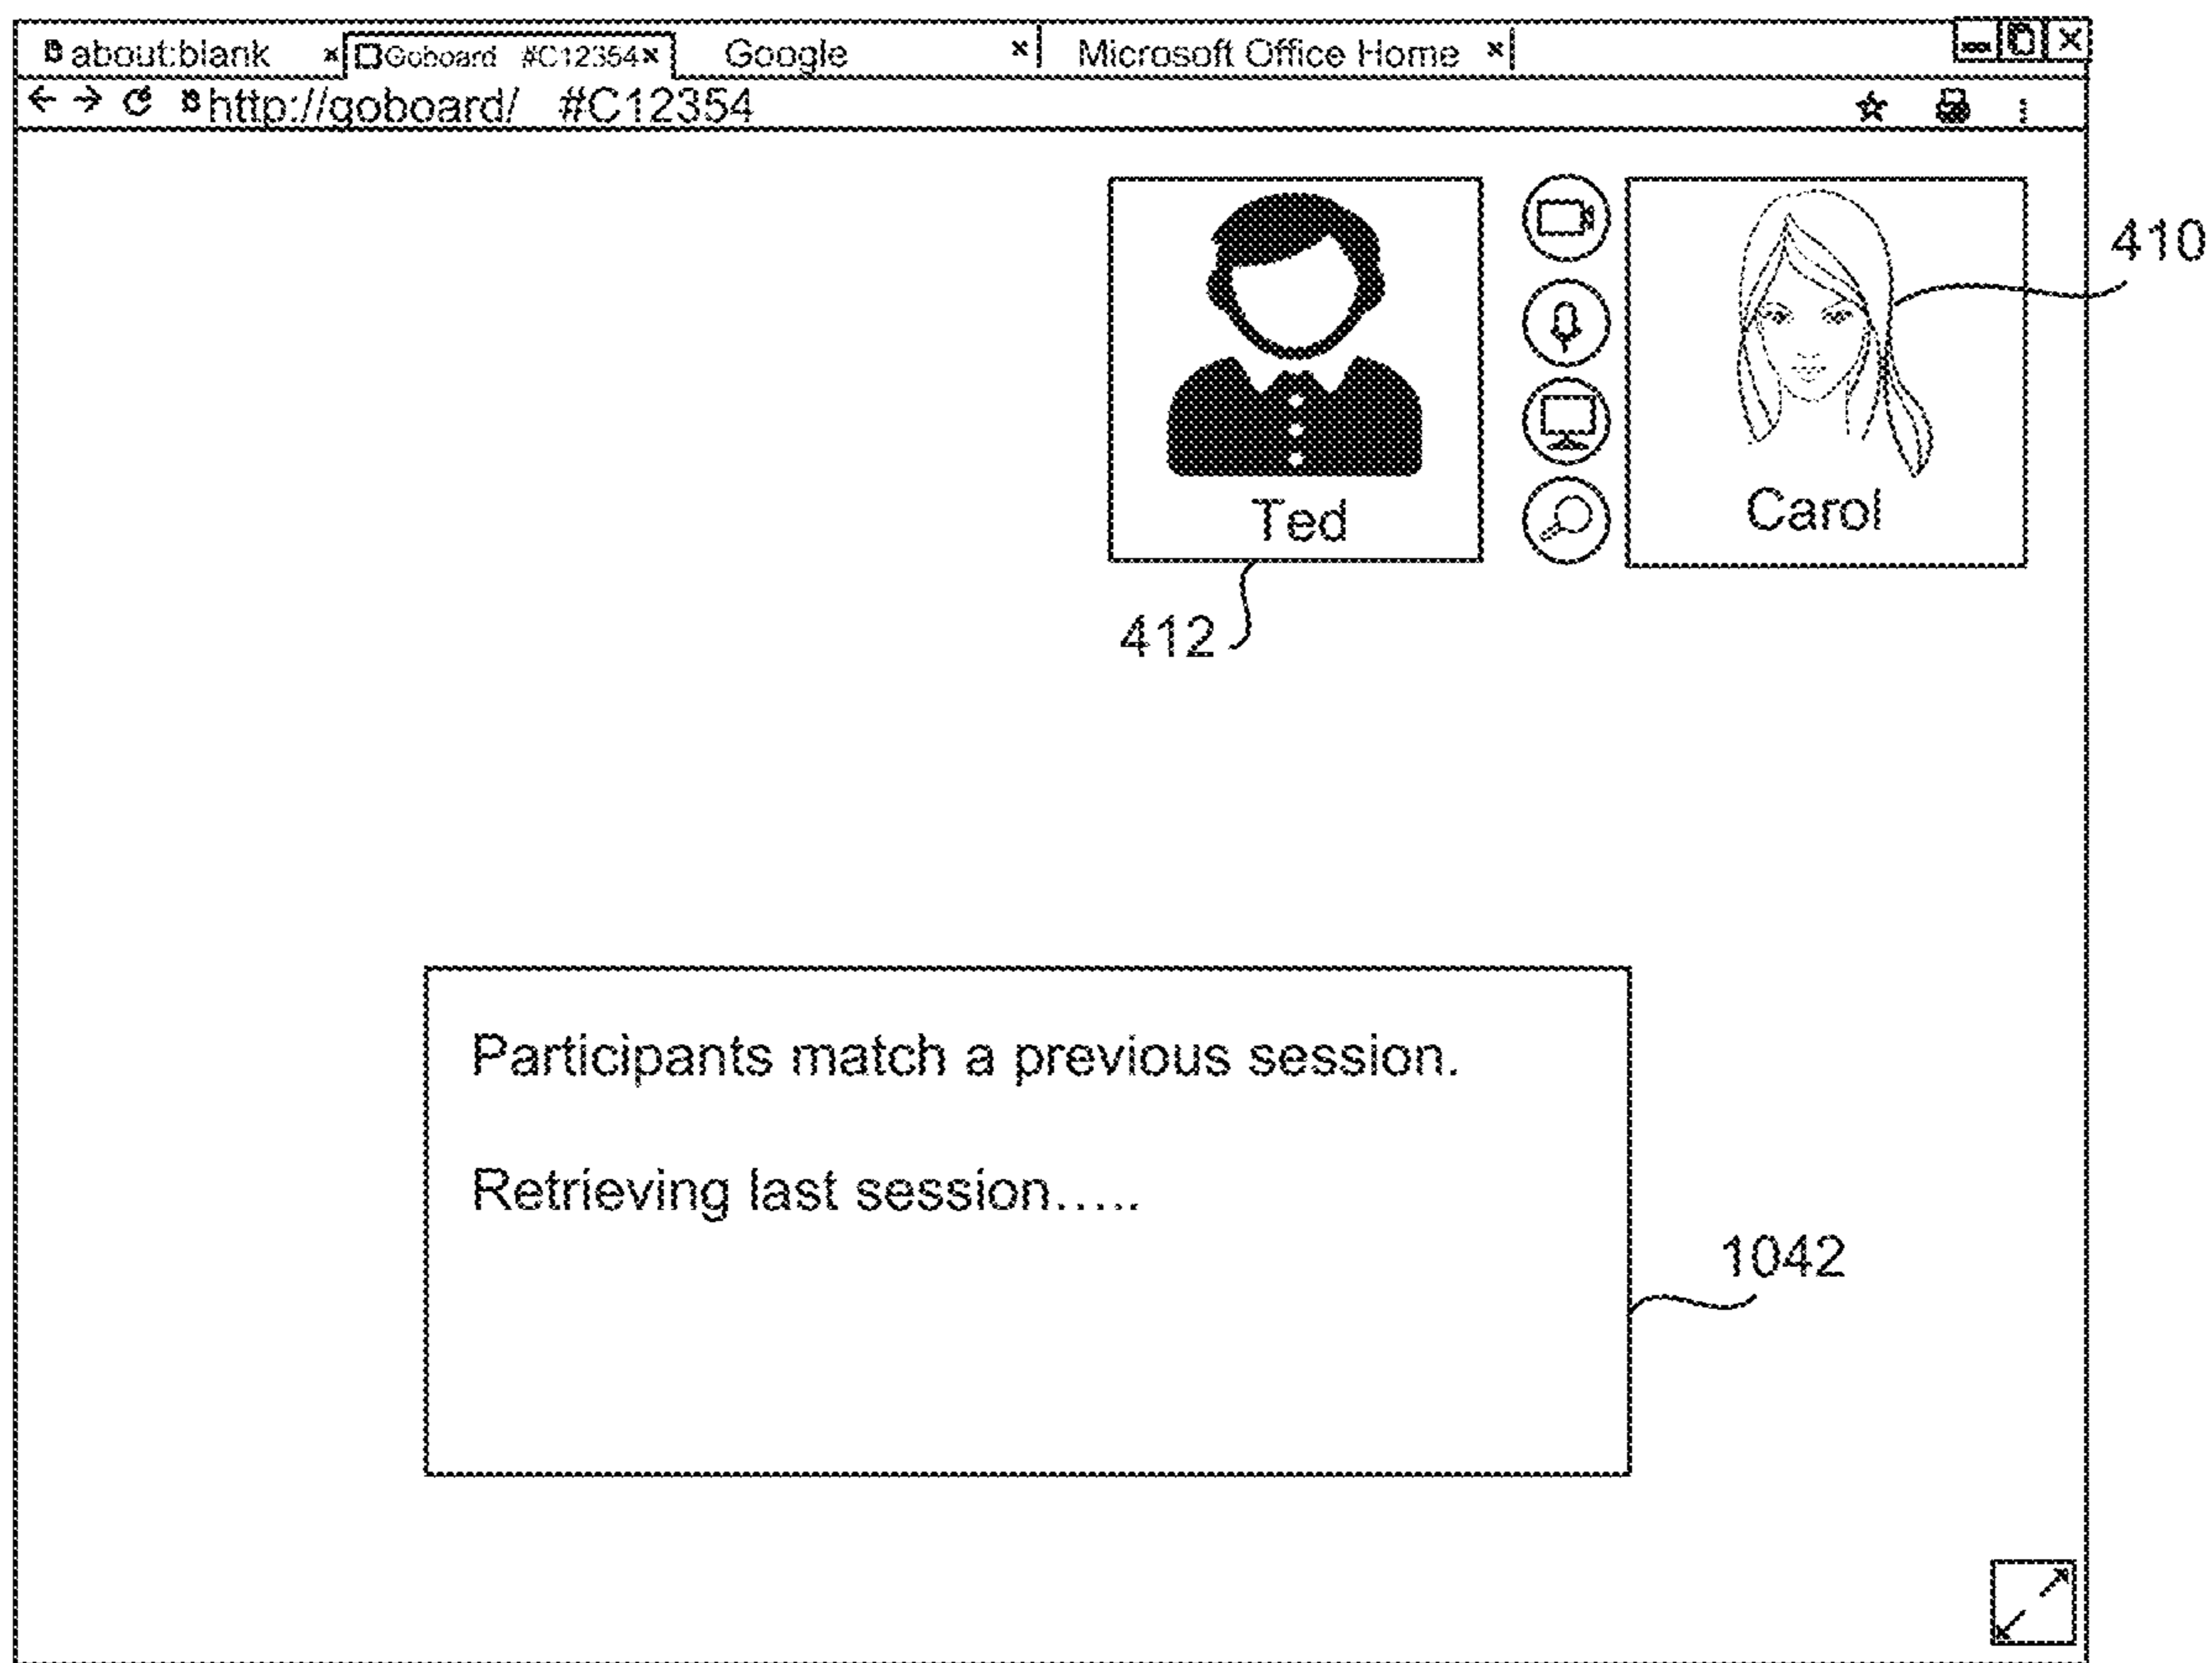 about:blank
Goboard #C12354
Google
Microsoft Office Home
http://goboard/ #C12354
410
Ted
Carol
412
Participants match a previous session.
Retrieving last session.....
1042